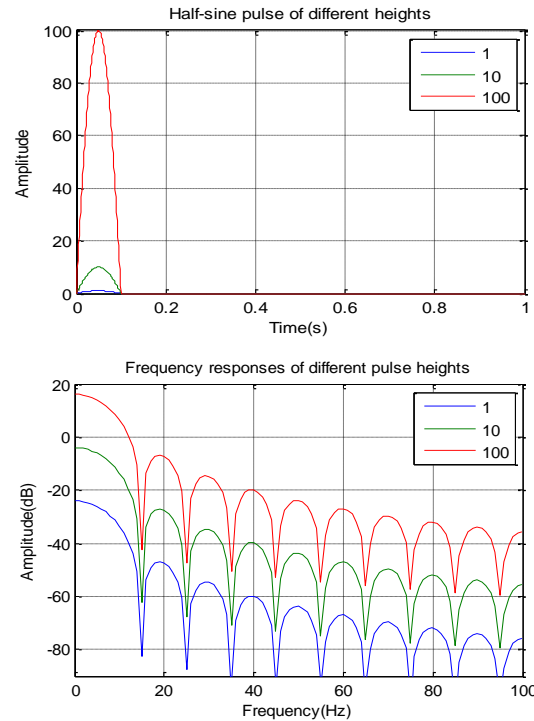 Half-sine pulse of different heights
100
80
60
40
20
0
Amplitude
1
10
100
0 0.2 0.4 0.6 0.8 1
Time(s)
Frequency responses of different pulse heights
20
0
-20
-40
-60
-80
Amplitude(dB)
1
10
100
0 20 40 60 80 100
Frequency(Hz)